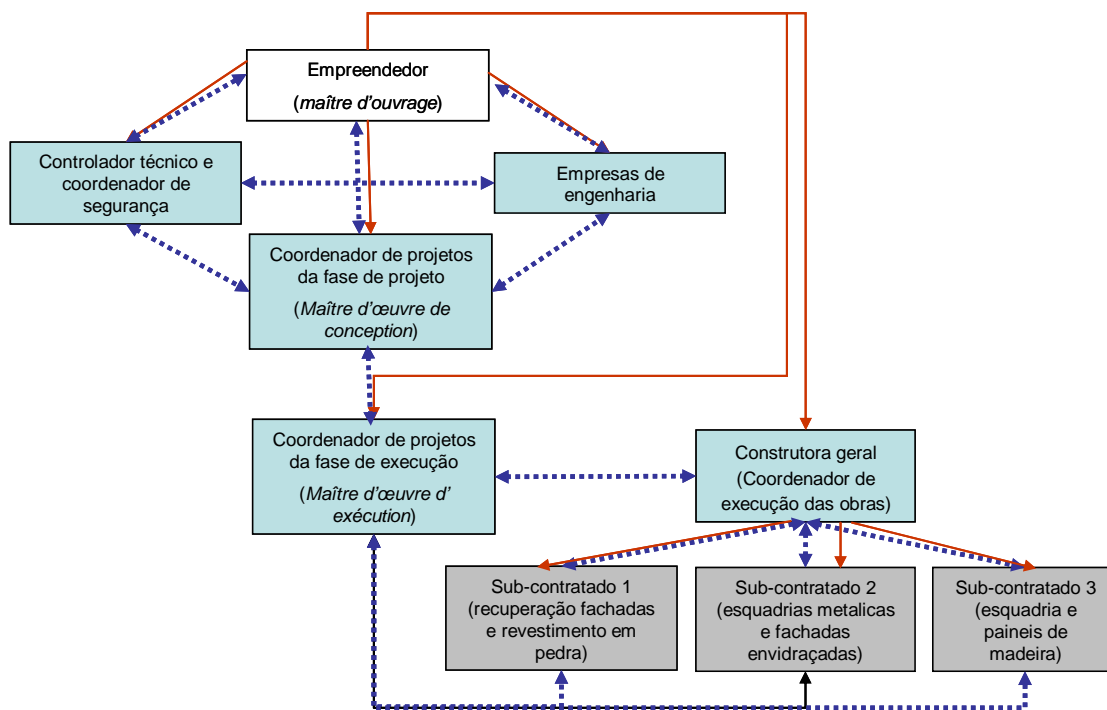 Empreendedor
(maître d'ouvrage)
Controlador técnico e
coordenador de
segurança
Empresas de
engenharia
Coordenador de projetos
da fase de projeto
(Maître d'œuvre de
conception)
Coordenador de projetos
da fase de execução
(Maître d'œuvre d'
exécution)
Construtora geral
(Coordenador de
execução das obras)
Sub-contratado 1
(recuperação fachadas
e revestimento em
pedra)
Sub-contratado 2
(esquadrias metalicas
e fachadas
envidraçadas)
Sub-contratado 3
(esquadria e
paineis de
madeira)